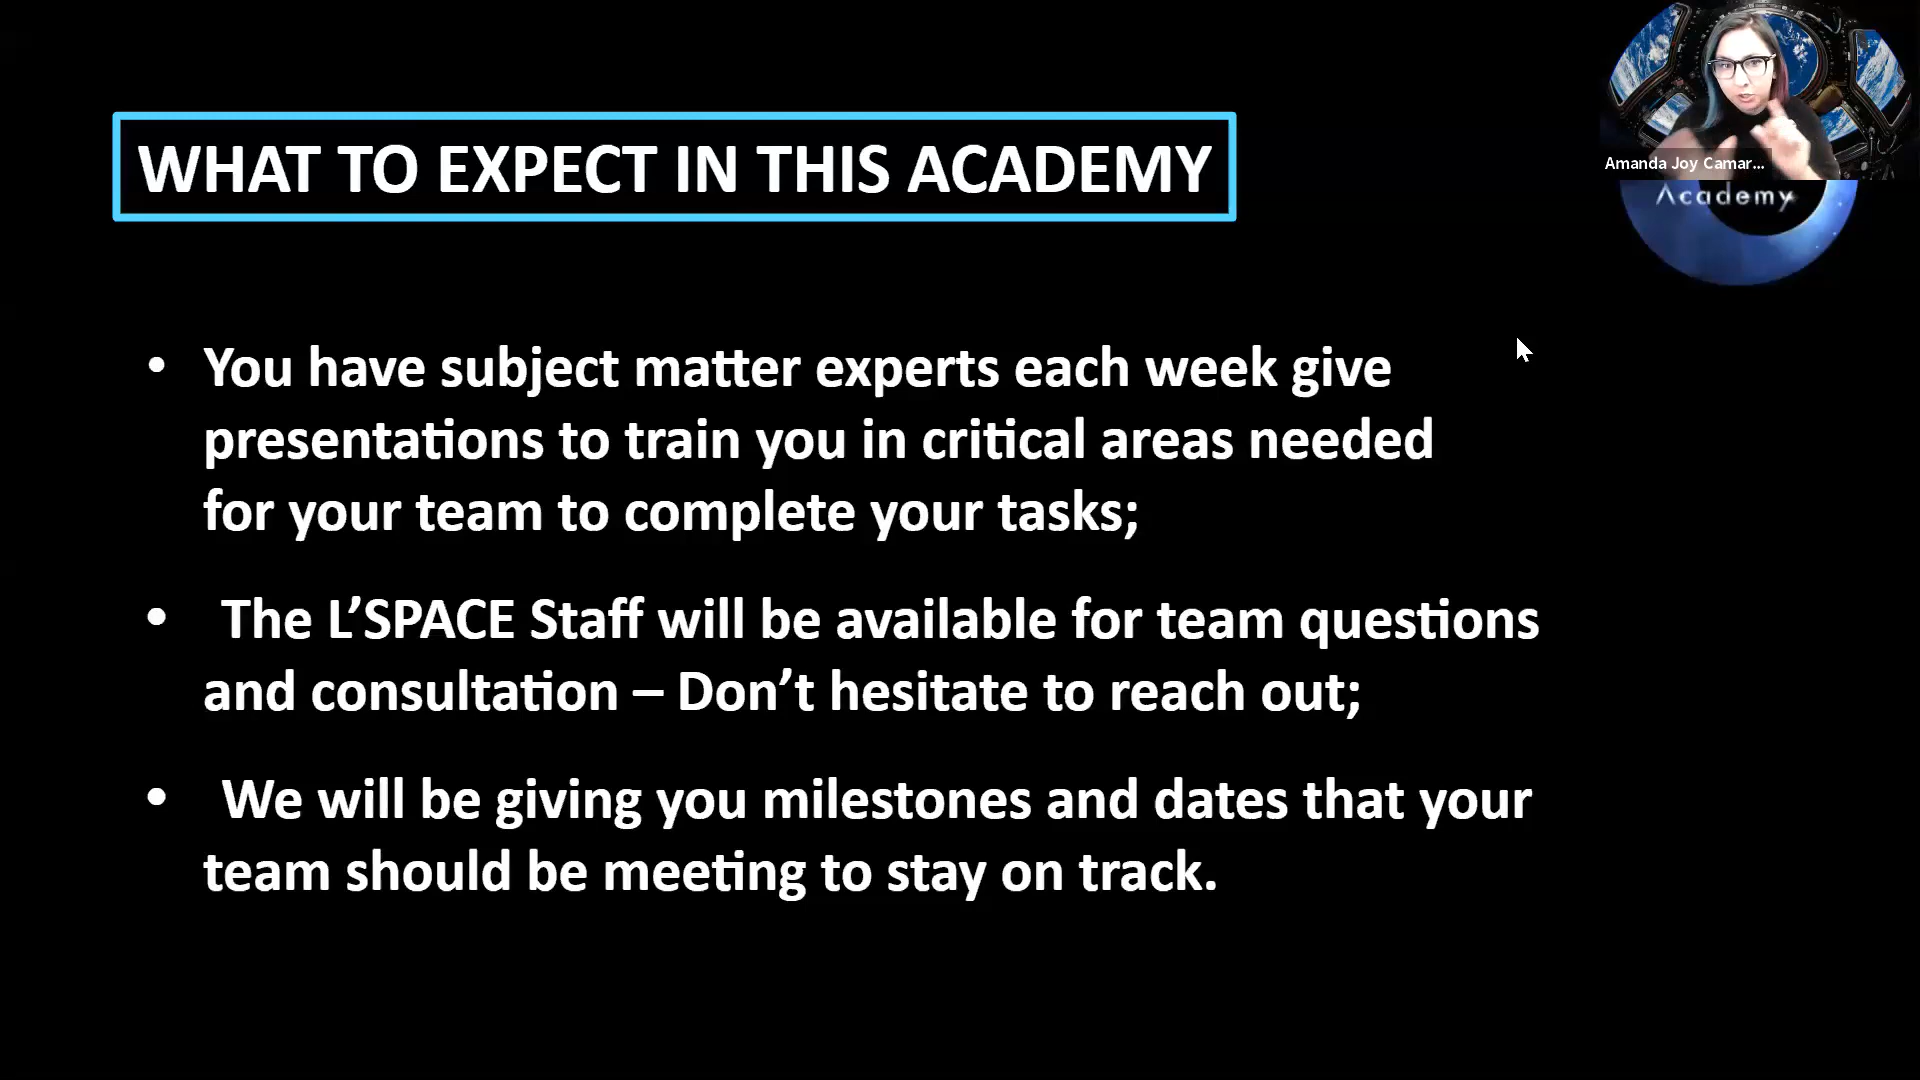 WHAT TO EXPECT IN THIS ACADEMY
Amanda Joy Camar...
Academy
• You have subject matter experts each week give
presentations to train you in critical areas needed
for your team to complete your tasks;
• The L’SPACE Staff will be available for team questions
and consultation – Don’t hesitate to reach out;
• We will be giving you milestones and dates that your
team should be meeting to stay on track.